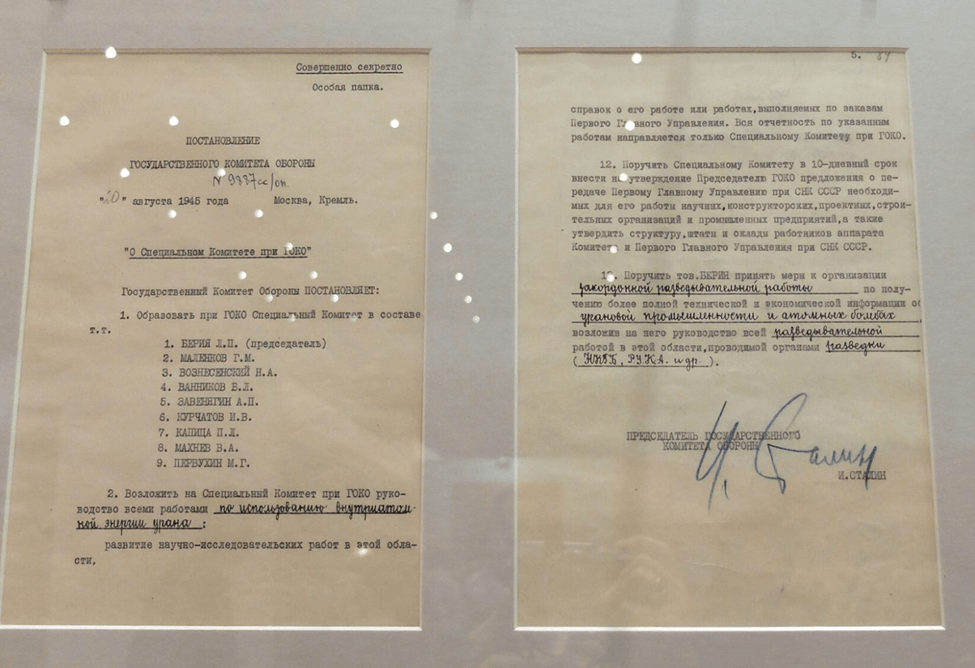 Совершенно секретно
Особая папка.
ПОСТАНОВЛЕНИЕ
ГОСУДАРСТВЕННОГО КОМИТЕТА ОБОРОНЫ
№ 9887сс/оп
"20" августа 1945 года Москва, Кремль.
"О Специальном Комитете при ГОКО"
Государственный Комитет Обороны ПОСТАНОВЛЯЕТ:
1. Образовать при ГОКО Специальный Комитет в составе
т.т.
1. БЕРИЯ Л.П. (председатель)
2. МАЛЕНКОВ Г.М.
3. ВОЗНЕСЕНСКИЙ Н.А.
4. ВАННИКОВ Б.Л.
5. ЗАВЕНЯГИН А.П.
6. КУРЧАТОВ И.В.
7. КАПИЦА П.Л.
8. МАХНЕВ В.А.
9. ПЕРВУХИН М.Г.
2. Возложить на Специальный Комитет при ГОКО руко-
водство всеми работами по использованию внутриатом-
ной энергии урана:
развитие научно-исследовательских работ в этой обла-
сти,
5.
справок о его работе или работах, выполняемых по заказам
Первого Главного Управления. Вся отчетность по указанным
работам направляется только Специальному Комитету при ГОКО.
12. Поручить Специальному Комитету в 10-дневный срок
внести на утверждение Председателю ГОКО предложения о пе-
редаче Первому Главному Управлению при СНК СССР необходи-
мых для его работы научных, конструкторских, проектных, строи-
тельных организаций и промышленных предприятий, а также
утвердить структуру, штаты и оклады работников аппарата
Комитета и Первого Главного Управления при СНК СССР.
13. Поручить тов. БЕРИЯ принять меры к организации
закордонной разведывательной работы по полу-
чению более полной технической и экономической информации об
урановой промышленности и атомных бомбах
возложив на него руководство всей разведывательной
работой в этой области, проводимой органами разведки
(НКГБ, РУКА и др.).
ПРЕДСЕДАТЕЛЬ ГОСУДАРСТВЕННОГО
КОМИТЕТА ОБОРОНЫ
И. Сталин
И.СТАЛИН